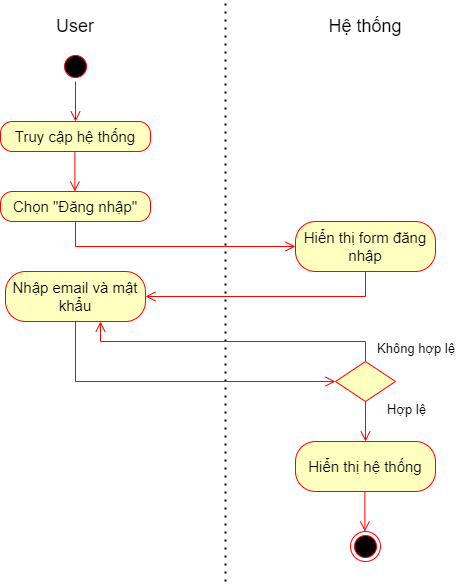 User
Hệ thống
Truy cập hệ thống
Chọn "Đăng nhập"
Hiển thị form đăng
nhập
Nhập email và mật
khẩu
Không hợp lệ
Hợp lệ
Hiển thị hệ thống